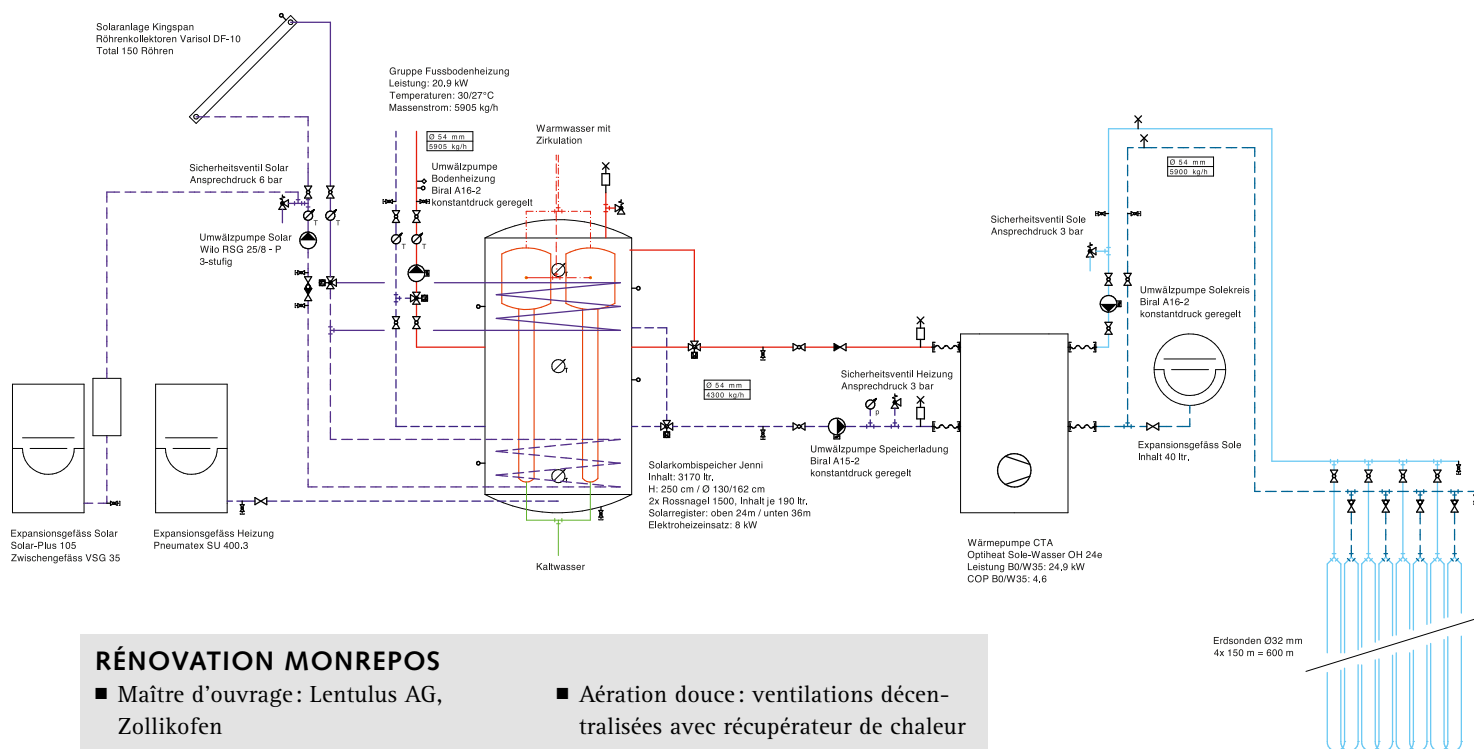 Solaranlage Kingspan
Röhrenkollektoren Varisol DF-10
Total 150 Röhren
Gruppe Fussbodenheizung
Leistung: 20.9 kW
Temperaturen: 30/27°C
Massenstrom: 5905 kg/h
Ø 54 mm
5905 kg/h
Warmwasser mit
Zirkulation
Umwälzpumpe
Bodenheizung
Biral A16-2
konstantdruck geregelt
Sicherheitsventil Solar
Ansprechdruck 6 bar
Umwälzpumpe Solar
Wilo RSG 25/8 - P
3-stufig
T
T
T
T
T
T
T
Ø 54 mm
5900 kg/h
Sicherheitsventil Sole
Ansprechdruck 3 bar
Umwälzpumpe Solekreis
Biral A16-2
konstantdruck geregelt
Ø 54 mm
4300 kg/h
Sicherheitsventil Heizung
Ansprechdruck 3 bar
p
Umwälzpumpe Speicherladung
Biral A15-2
konstantdruck geregelt
Expansionsgefäss Sole
Inhalt 40 ltr.
Solarkombispeicher Jenni
Inhalt: 3170 ltr.
H: 250 cm / Ø 130/162 cm
2x Rossnagel 1500, Inhalt je 190 ltr.
Solarregister: oben 24m / unten 36m
Elektroheizeinsatz: 8 kW
Expansionsgefäss Solar
Solar-Plus 105
Zwischengefäss VSG 35
Expansionsgefäss Heizung
Pneumatex SU 400.3
Kaltwasser
Wärmepumpe CTA
Optiheat Sole-Wasser OH 24e
Leistung B0/W35: 24,9 kW
COP B0/W35: 4,6
Erdsonden Ø32 mm
4x 150 m = 600 m
RÉNOVATION MONREPOS
■ Maître d'ouvrage: Lentulus AG,
Zollikofen
■ Aération douce: ventilations décen-
tralisées avec récupérateur de chaleur